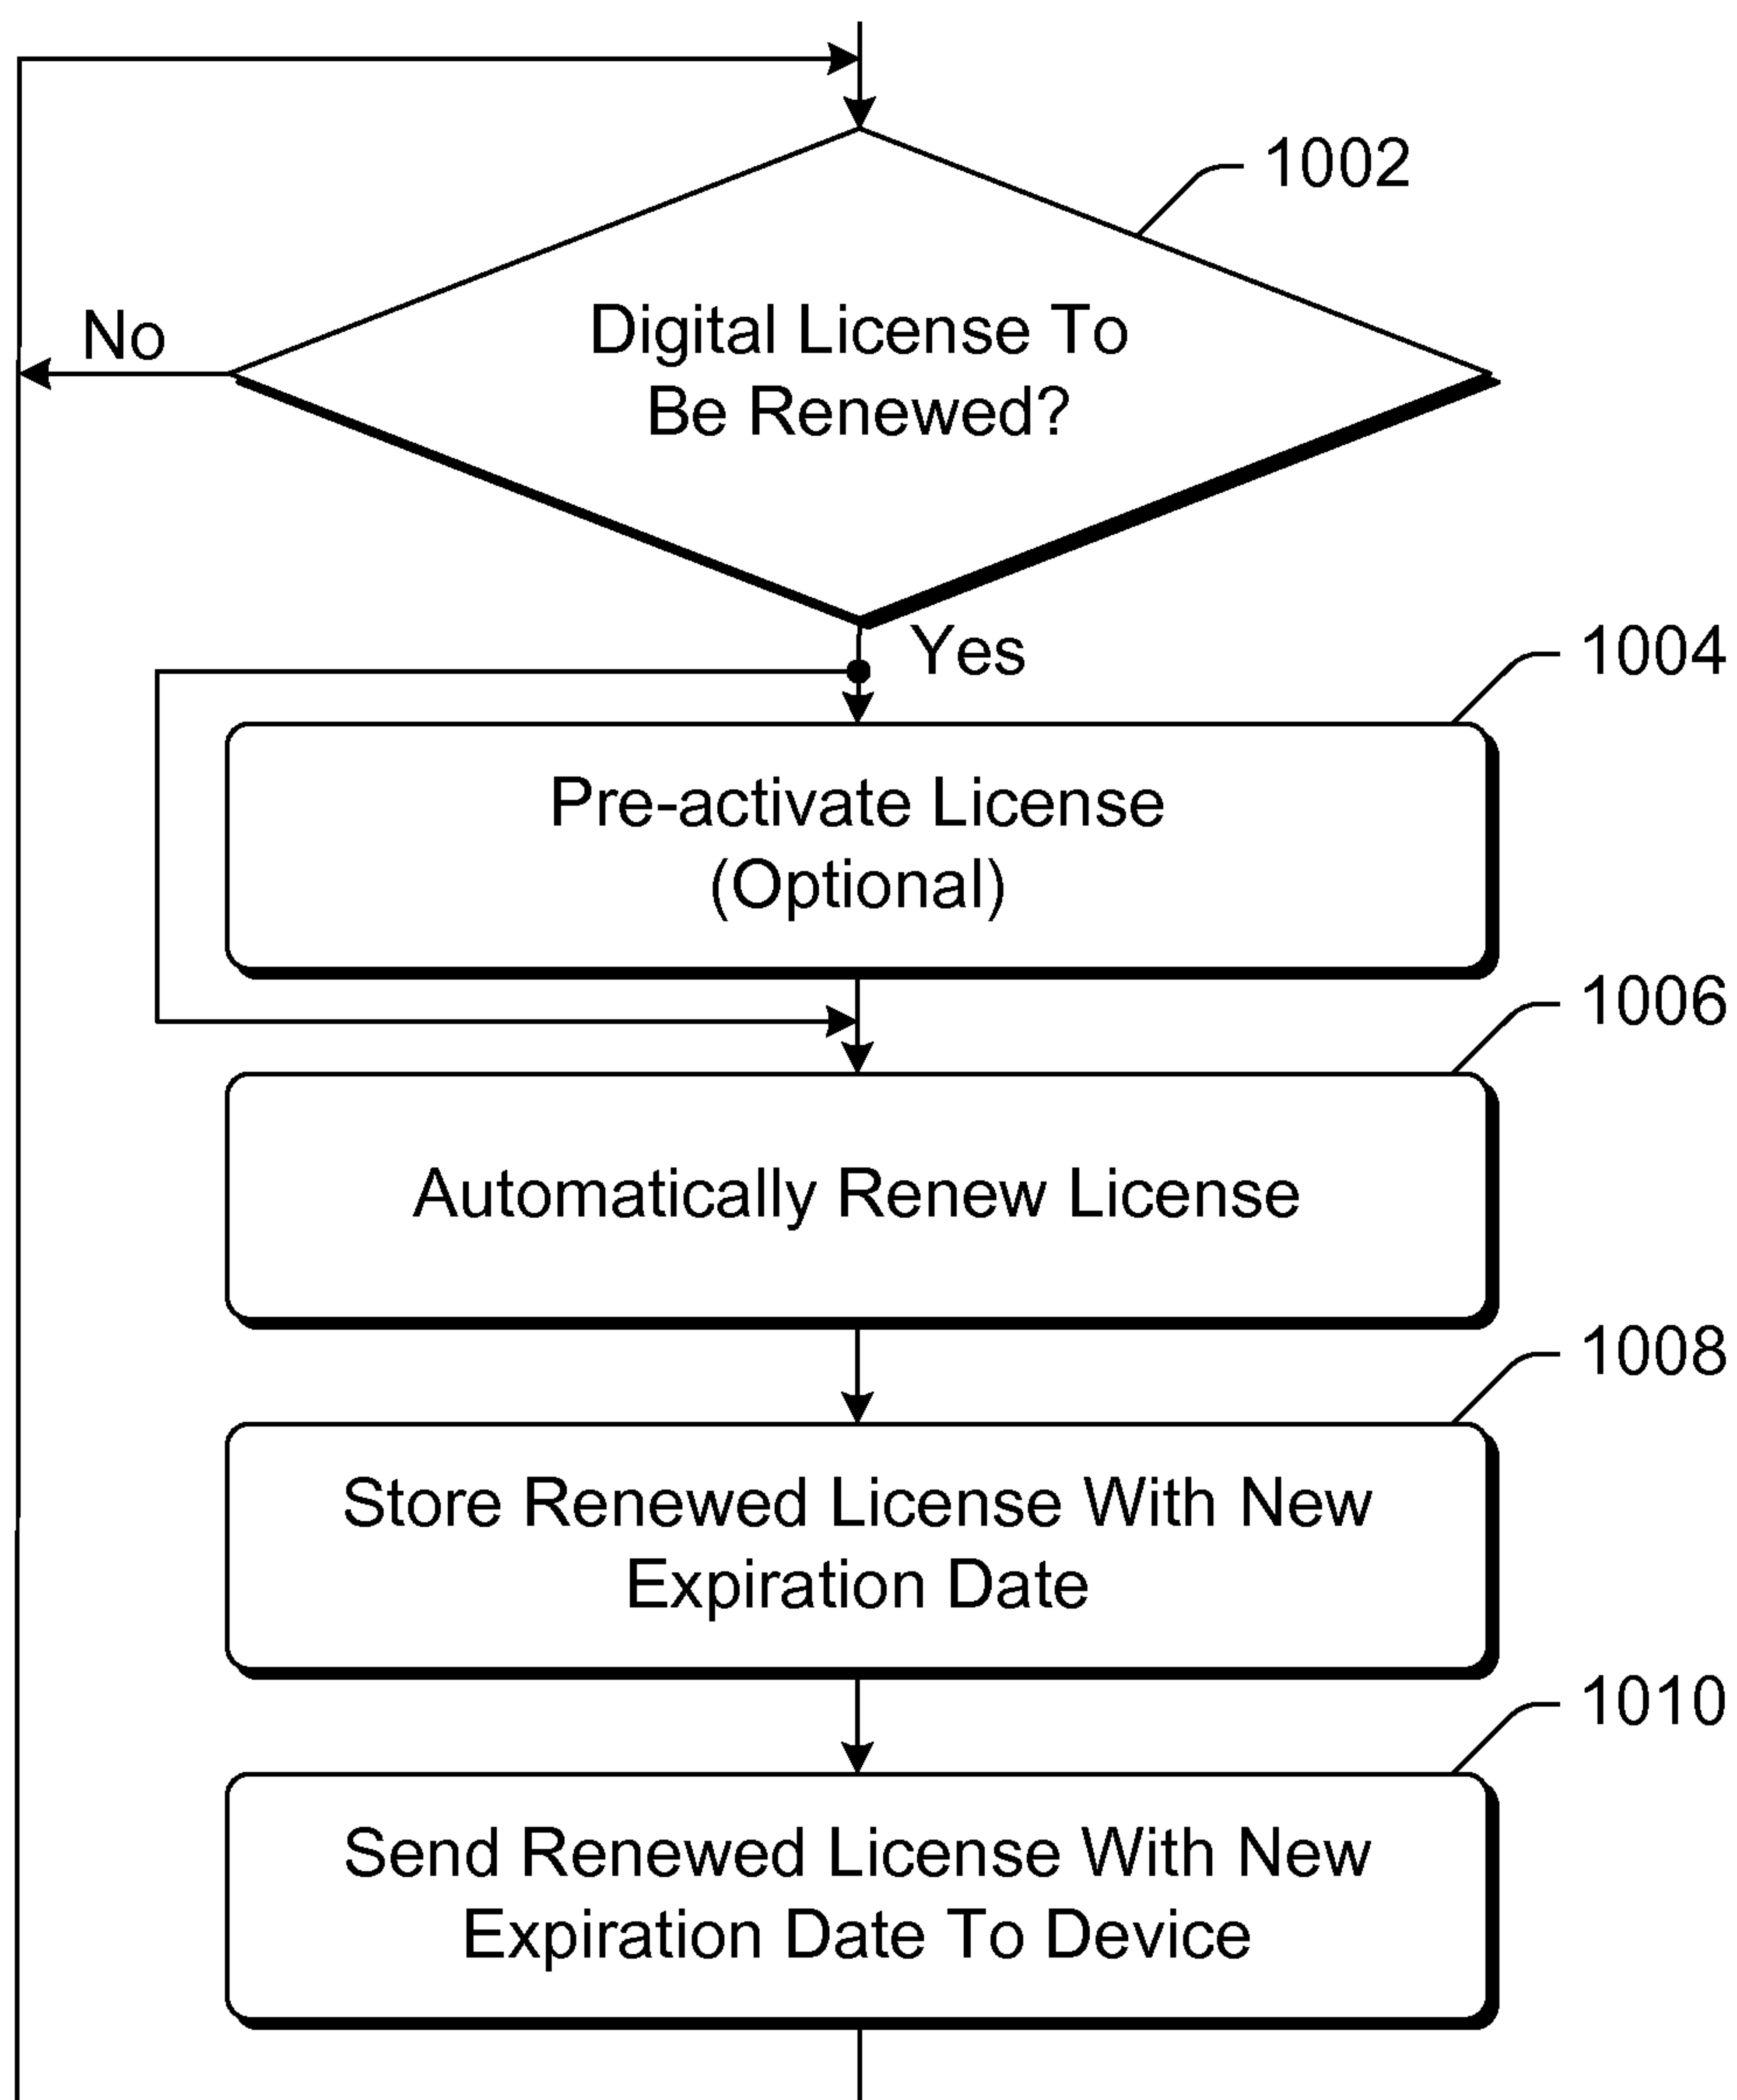 1002
Digital License To
Be Renewed?
No
Yes
1004
Pre-activate License
(Optional)
1006
Automatically Renew License
1008
Store Renewed License With New
Expiration Date
1010
Send Renewed License With New
Expiration Date To Device